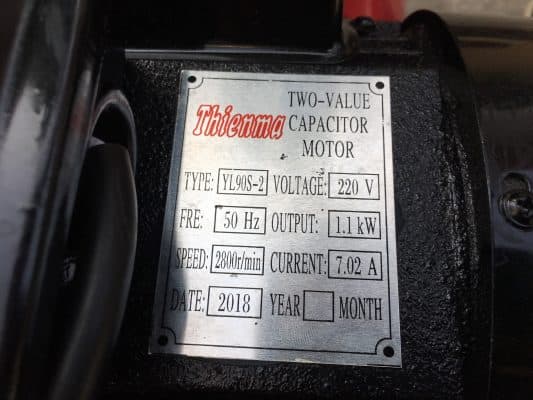 Thienma TWO-VALUE
CAPACITOR
MOTOR
TYPE: YL90S-2 VOLTAGE: 220 V
FRE: 50 Hz OUTPUT: 1.1 kW
SPEED: 2800r/min CURRENT: 7.02 A
DATE: 2018 YEAR MONTH